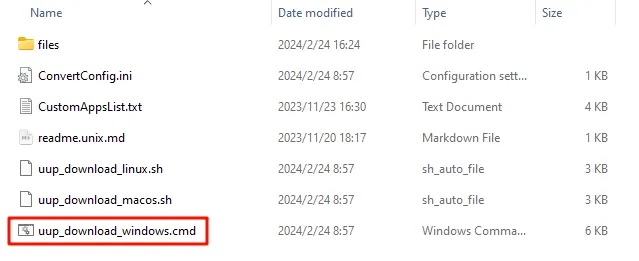 Name Date modified Type Size
files 2024/2/24 16:24 File folder
ConvertConfig.ini 2024/2/24 8:57 Configuration sett... 1 KB
CustomAppsList.txt 2023/11/23 16:30 Text Document 4 KB
readme.unix.md 2023/11/20 18:17 Markdown File 1 KB
uup_download_linux.sh 2024/2/24 8:57 sh_auto_file 3 KB
uup_download_macos.sh 2024/2/24 8:57 sh_auto_file 3 KB
uup_download_windows.cmd 2024/2/24 8:57 Windows Comma... 6 KB